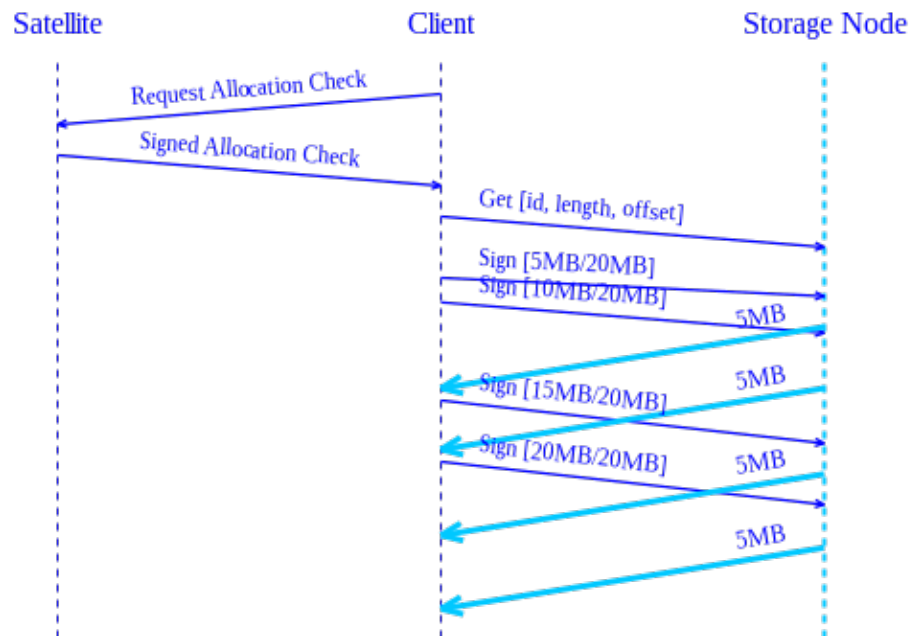 Satellite
Client
Storage Node
Request Allocation Check
Signed Allocation Check
Get [id, length, offset]
Sign [5MB/20MB]
Sign [10MB/20MB]
5MB
Sign [15MB/20MB]
5MB
Sign [20MB/20MB]
5MB
5MB